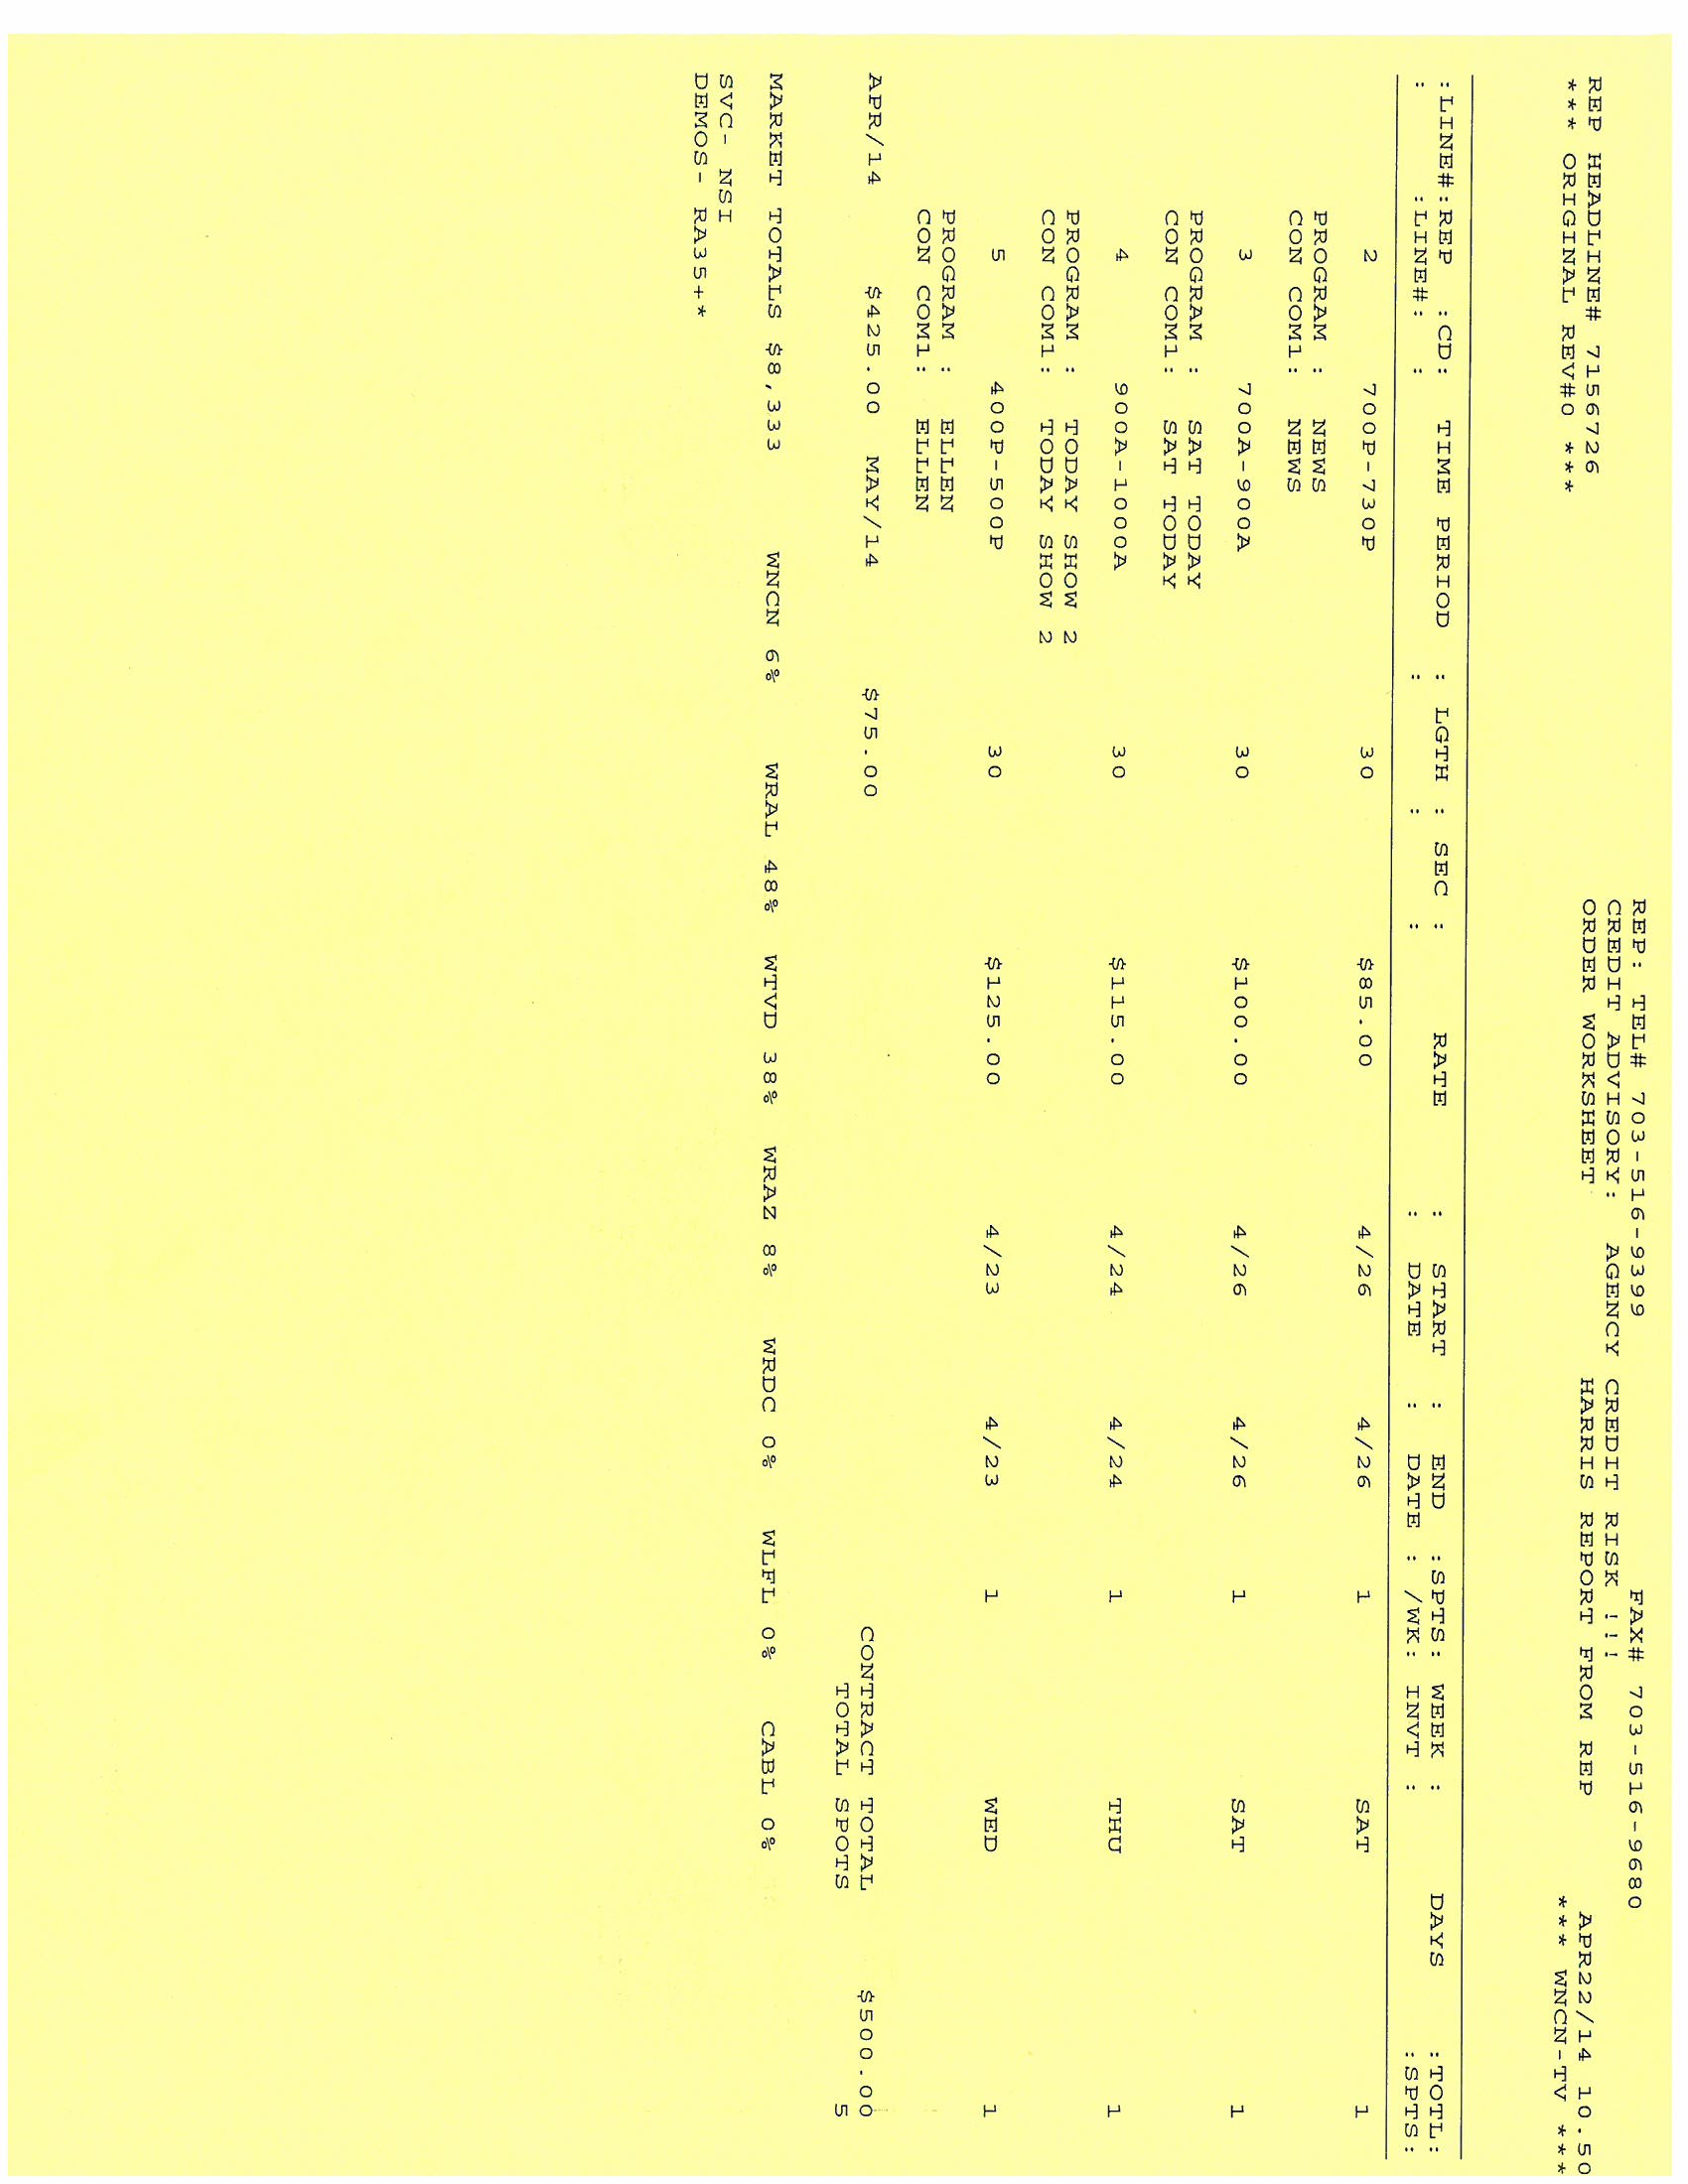 REP: TEL# 703-516-9399 FAX# 703-516-9680
CREDIT ADVISORY: AGENCY CREDIT RISK !!!
REP HEADLINE# 7156726 ORDER WORKSHEET HARRIS REPORT FROM REP APR22/14 10.50
*** ORIGINAL REV#0 *** *** WNCN-TV ***
:LINE#:REP :CD: TIME PERIOD : LGTH : SEC : RATE : START : END :SPTS: WEEK : DAYS :TOTL:
: :LINE#: : : : : : DATE : DATE : /WK: INVT : :SPTS:
2 700P-730P 30 $85.00 4/26 4/26 1 SAT 1
PROGRAM : NEWS
CON COM1: NEWS
3 700A-900A 30 $100.00 4/26 4/26 1 SAT 1
PROGRAM : SAT TODAY
CON COM1: SAT TODAY
4 900A-1000A 30 $115.00 4/24 4/24 1 THU 1
PROGRAM : TODAY SHOW 2
CON COM1: TODAY SHOW 2
5 400P-500P 30 $125.00 4/23 4/23 1 WED 1
PROGRAM : ELLEN
CON COM1: ELLEN
APR/14 $425.00 MAY/14 $75.00 CONTRACT TOTAL $500.00
TOTAL SPOTS 5
MARKET TOTALS $8,333 WNCN 6% WRAL 48% WTVD 38% WRAZ 8% WRDC 0% WLFL 0% CABL 0%
SVC- NSI
DEMOS- RA35+*